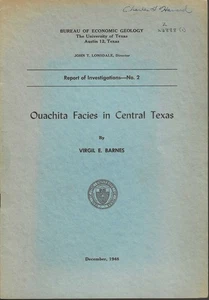 BUREAU OF ECONOMIC GEOLOGY
The University of Texas
Austin 12, Texas
JOHN T. LONSDALE, Director
Report of Investigations—No. 2
Ouachita Facies in Central Texas
By
VIRGIL E. BARNES
December, 1948